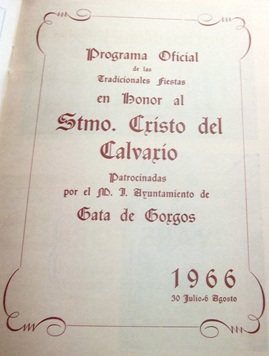 Programa Oficial
de las
Tradicionales Fiestas
en Honor al
Stmo. Cristo del
Calvario
Patrocinadas
por el M. I. Ayuntamiento de
Gata de Gorgos
1966
30 Julio-6 Agosto